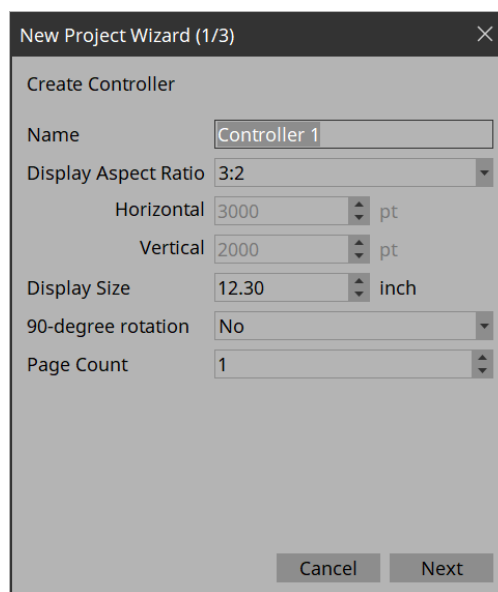 New Project Wizard (1/3)
Create Controller
Name Controller 1
Display Aspect Ratio 3:2
Horizontal 3000 pt
Vertical 2000 pt
Display Size 12.30 inch
90-degree rotation No
Page Count 1
Cancel Next